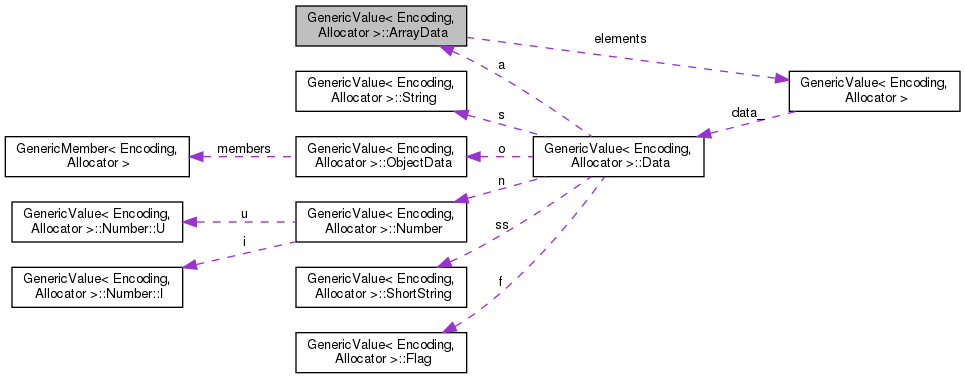 GenericValue< Encoding,
Allocator >::ArrayData
elements
a
GenericValue< Encoding,
Allocator >::String
GenericValue< Encoding,
Allocator >
s
data_
GenericMember< Encoding,
Allocator >
members
GenericValue< Encoding,
Allocator >::ObjectData
o
GenericValue< Encoding,
Allocator >::Data
n
GenericValue< Encoding,
Allocator >::Number::U
u
GenericValue< Encoding,
Allocator >::Number
i
ss
GenericValue< Encoding,
Allocator >::Number::I
GenericValue< Encoding,
Allocator >::ShortString
f
GenericValue< Encoding,
Allocator >::Flag